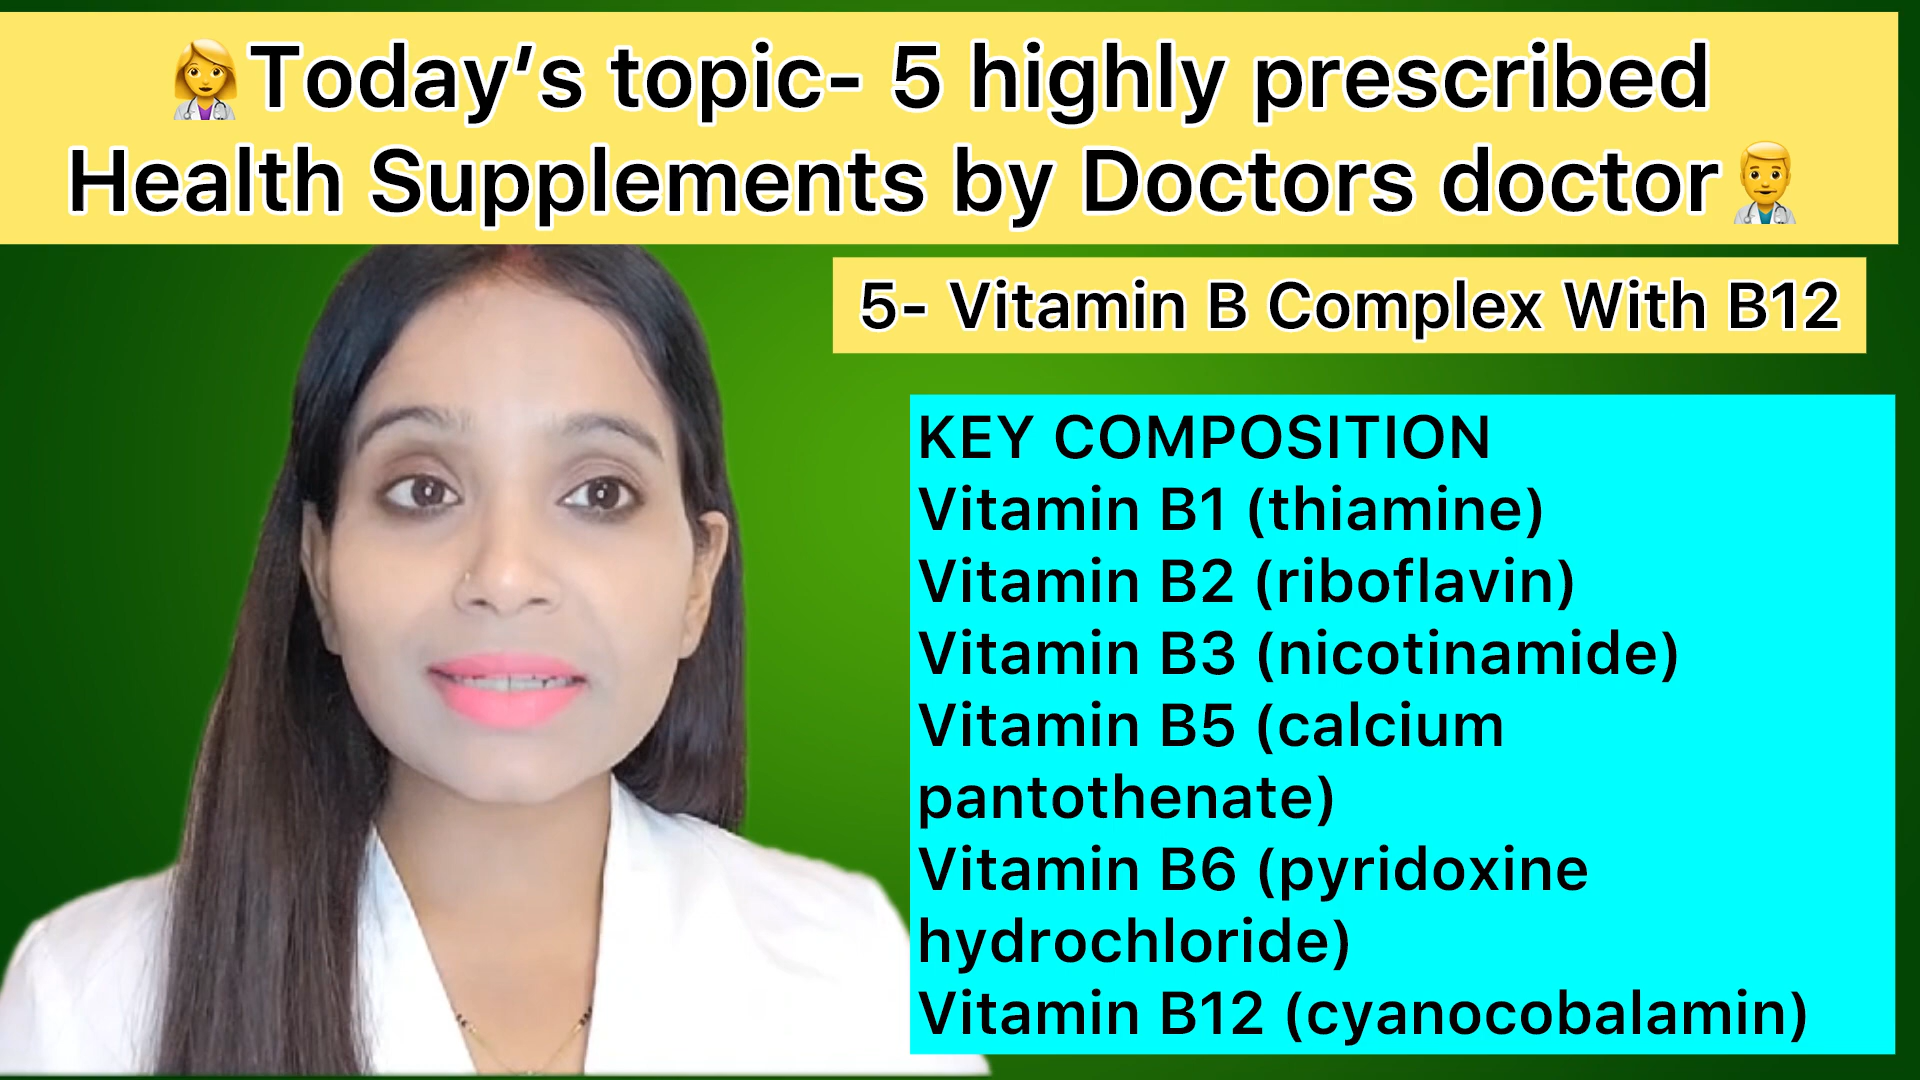 👩‍⚕️Today’s topic- 5 highly prescribed
Health Supplements by Doctors doctor👨‍⚕️
5- Vitamin B Complex With B12
KEY COMPOSITION
Vitamin B1 (thiamine)
Vitamin B2 (riboflavin)
Vitamin B3 (nicotinamide)
Vitamin B5 (calcium
pantothenate)
Vitamin B6 (pyridoxine
hydrochloride)
Vitamin B12 (cyanocobalamin)